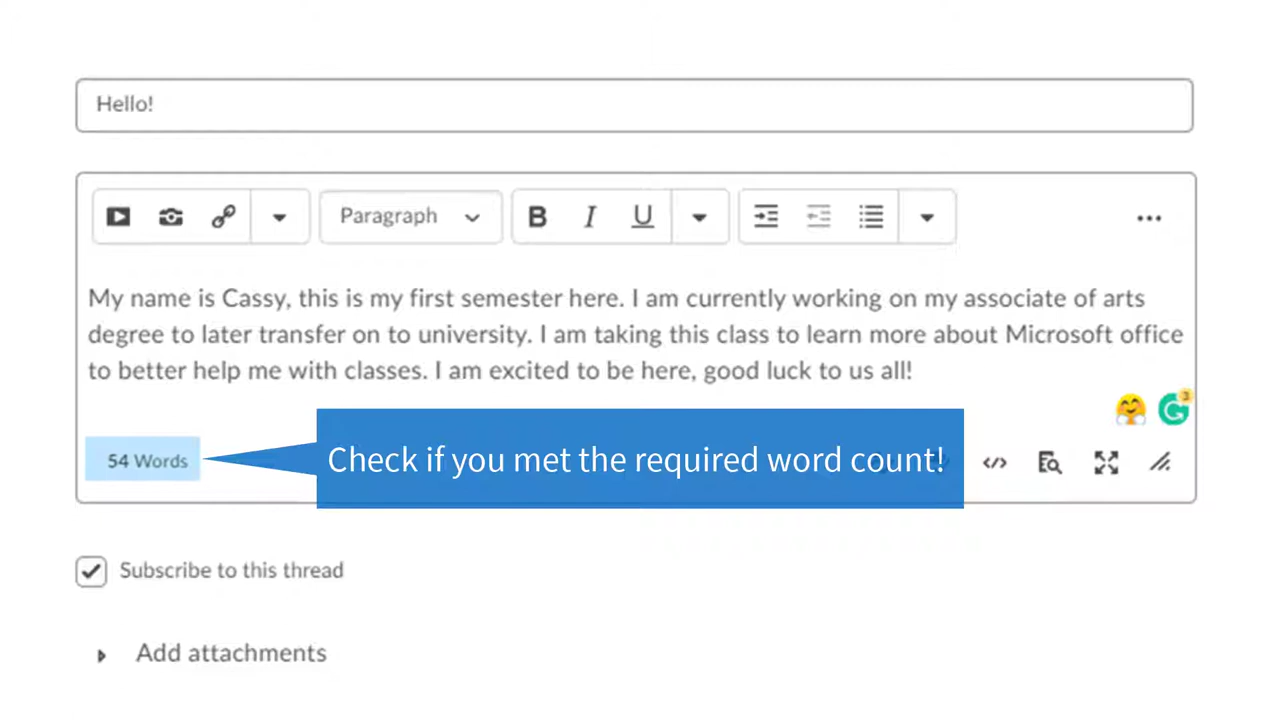 Hello!
Paragraph
B I U
My name is Cassy, this is my first semester here. I am currently working on my associate of arts
degree to later transfer on to university. I am taking this class to learn more about Microsoft office
to better help me with classes. I am excited to be here, good luck to us all!
3
54 Words
Check if you met the required word count!
Subscribe to this thread
Add attachments